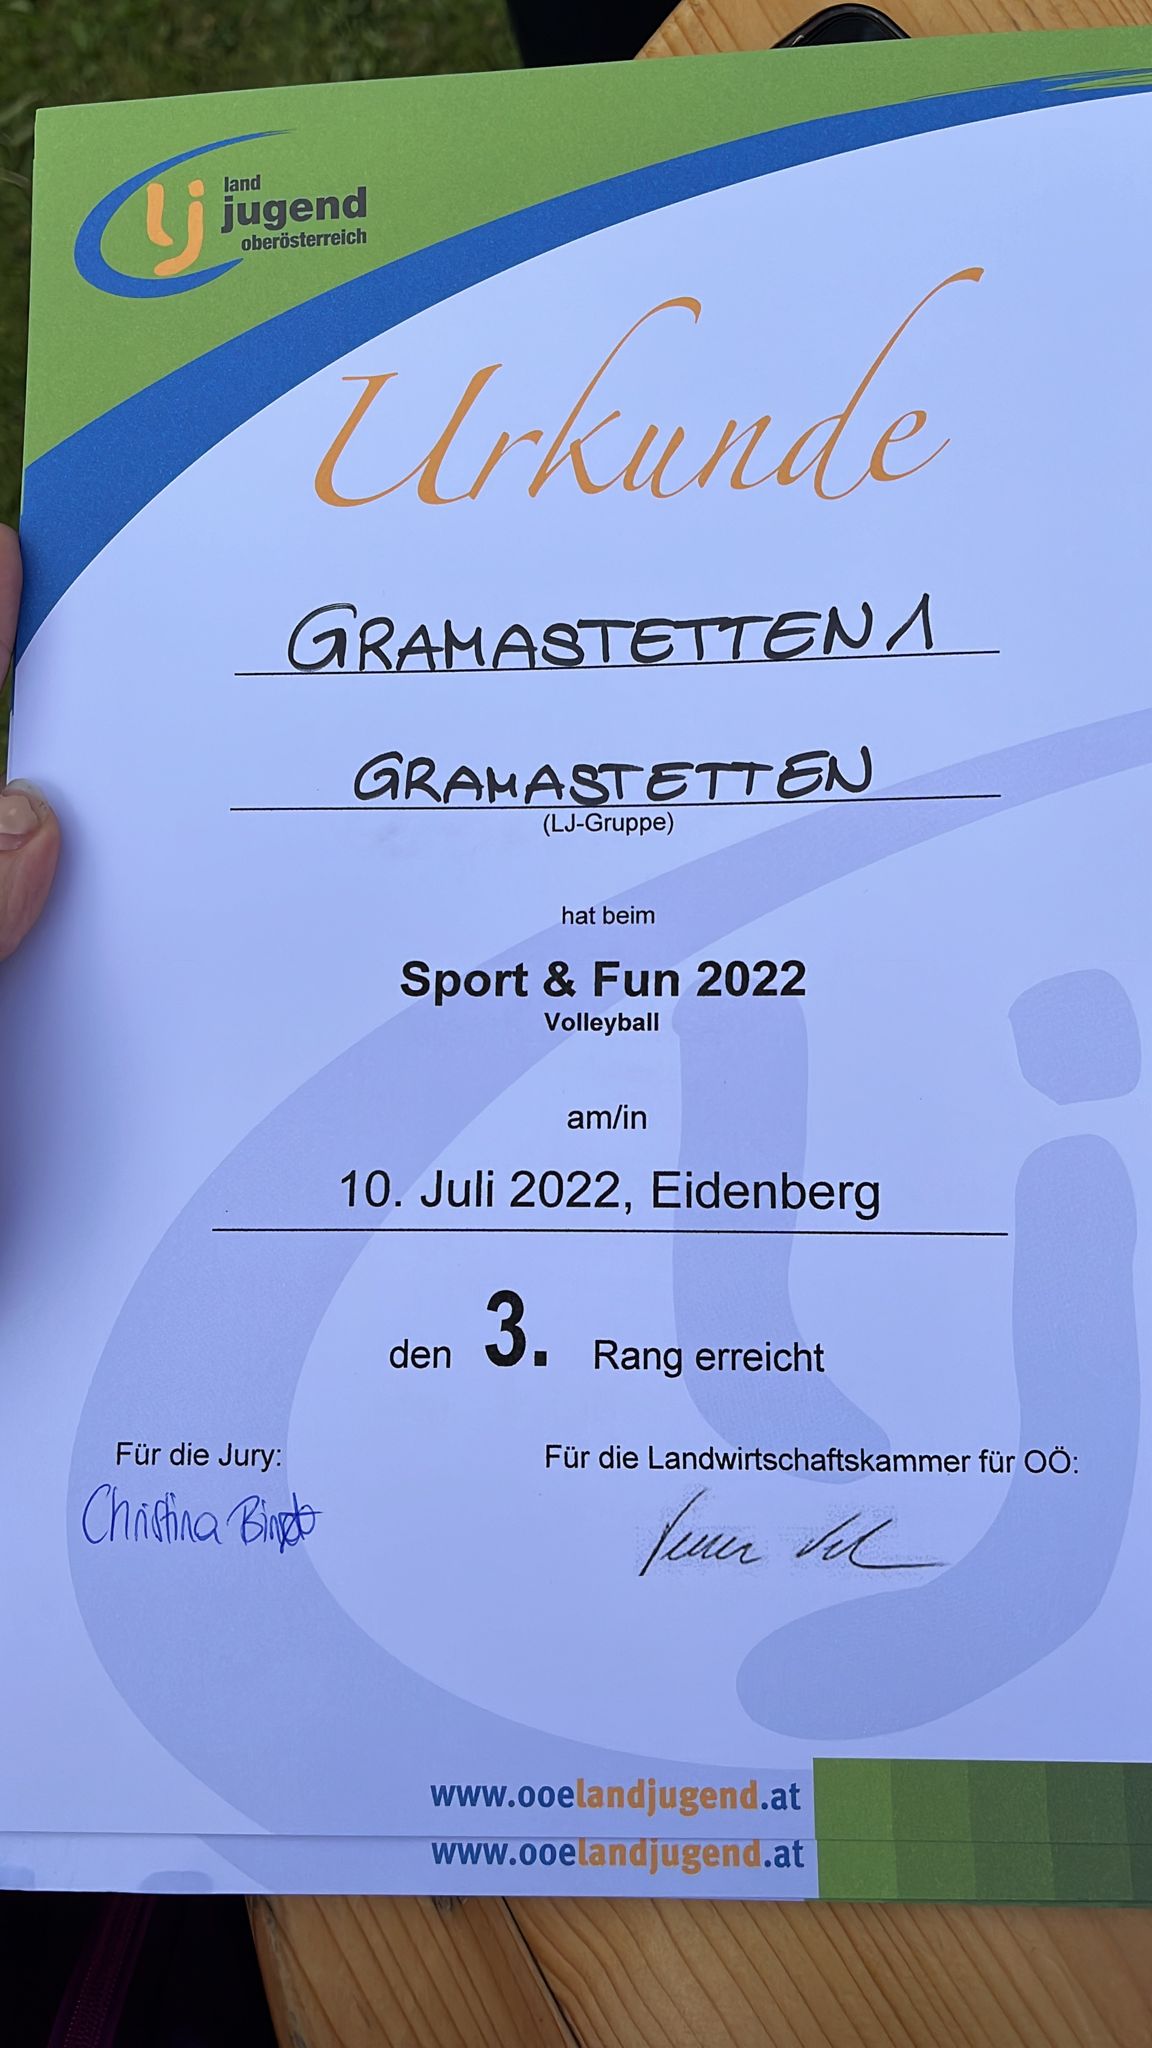 land
jugend
oberösterreich
Urkunde
GRAMASTETTEN 1
GRAMASTETTEN
(LJ-Gruppe)
hat beim
Sport & Fun 2022
Volleyball
am/in
10. Juli 2022, Eidenberg
den 3. Rang erreicht
Für die Jury: Für die Landwirtschaftskammer für OÖ:
Christina
www.ooelandjugend.at
www.ooelandjugend.at